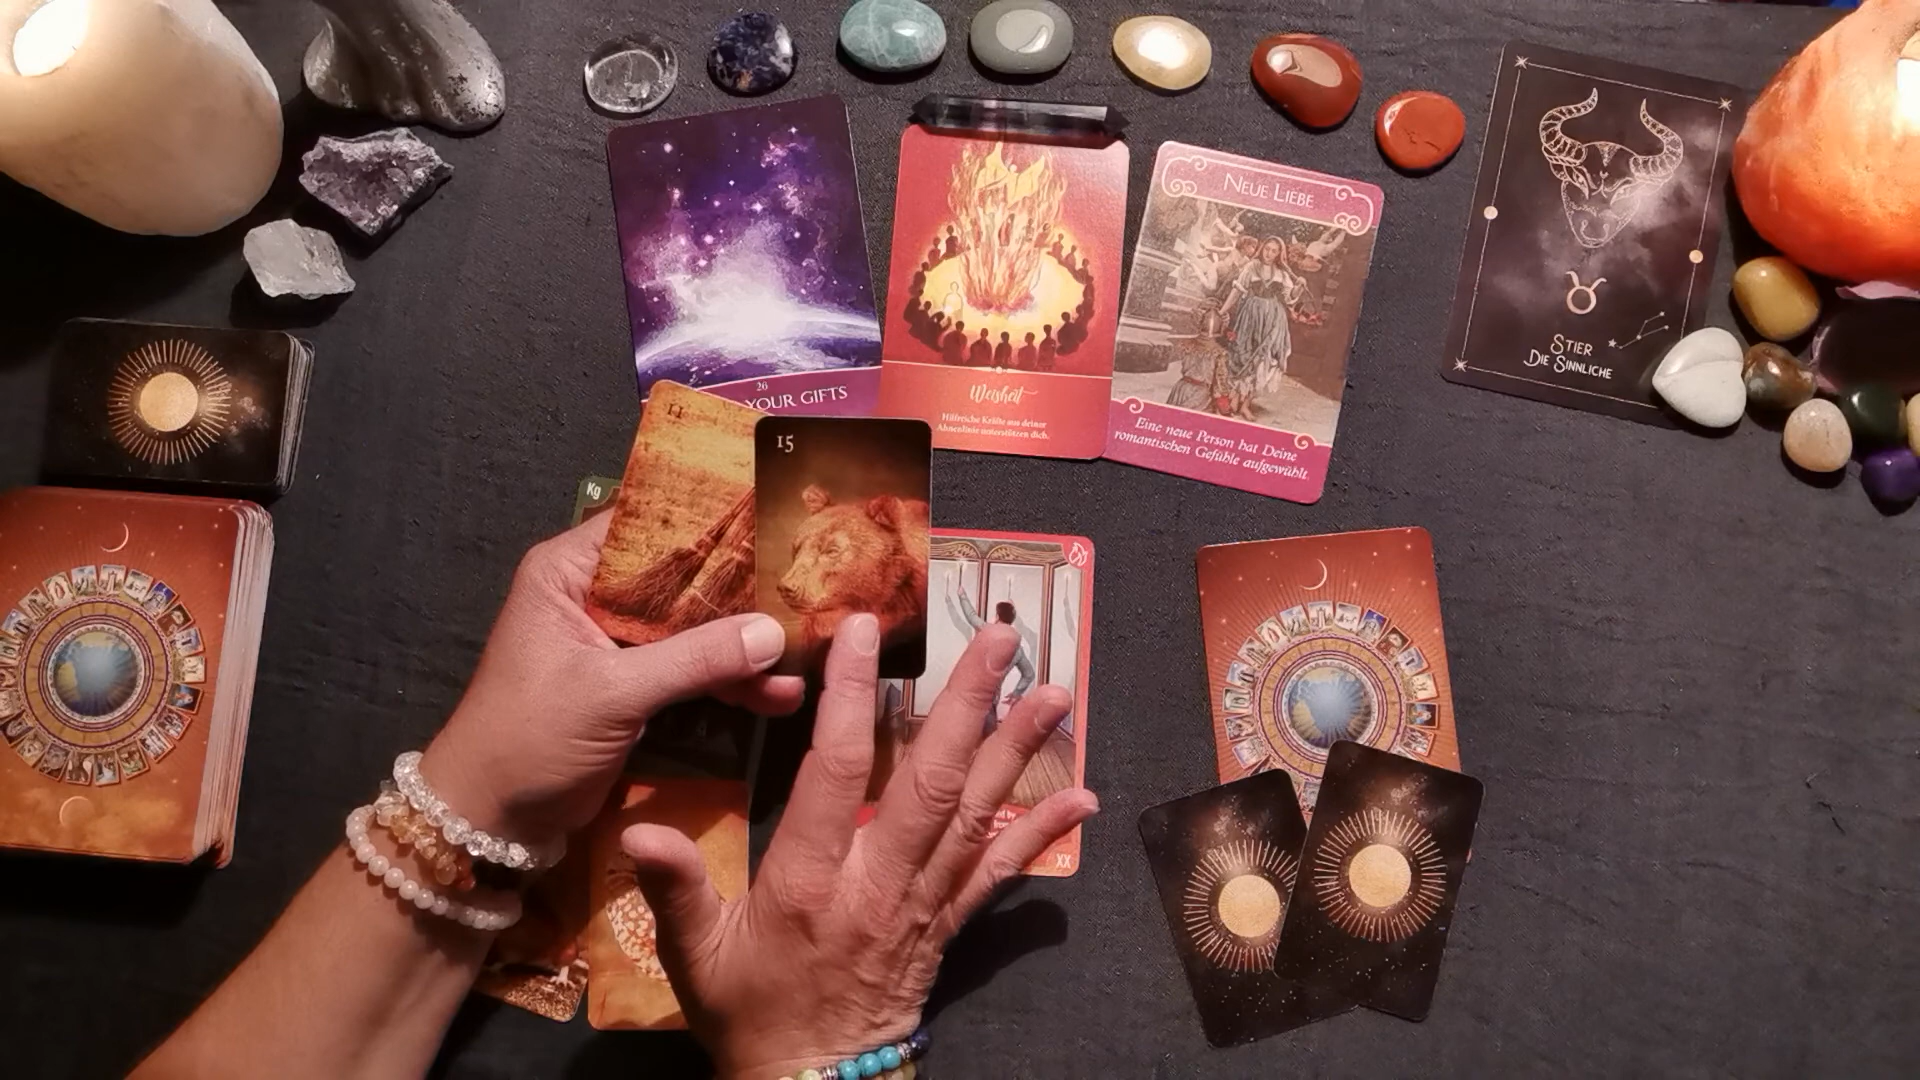 NEUE LIEBE
Eine neue Person hat Deine
romantischen Gefühle aufgewühlt.
26
YOUR GIFTS
Weisheit
Hilfreiche Kräfte aus deiner
Ahnenlinie unterstützen dich.
STIER
DIE SINNLICHE
11
15
Kg
XX